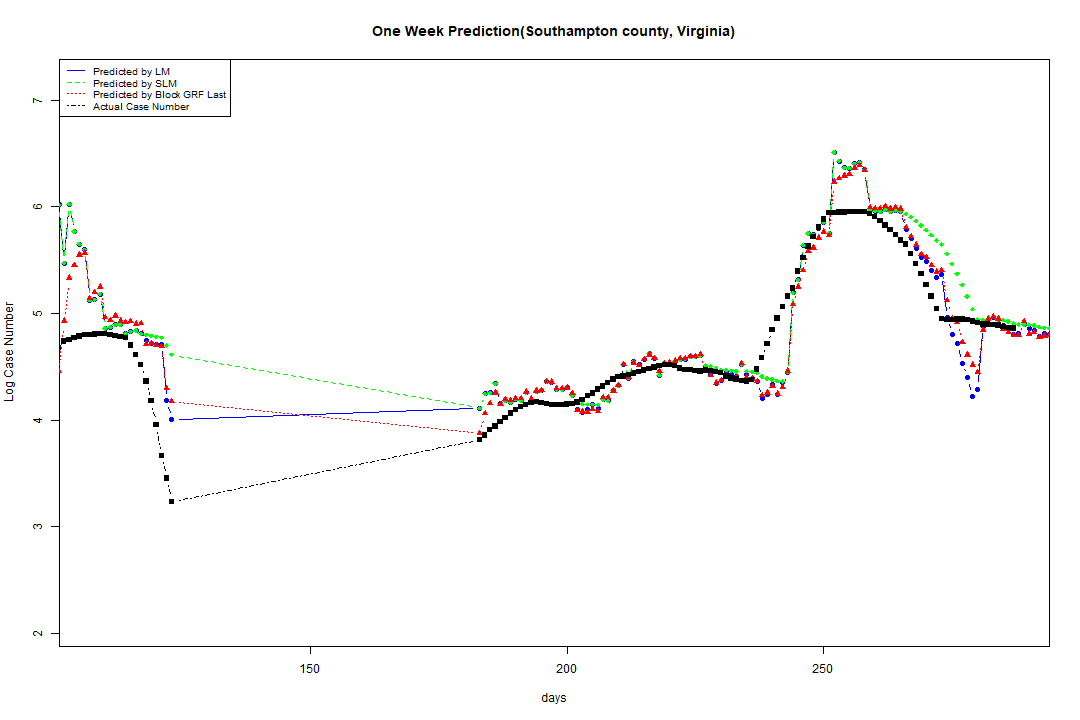 One Week Prediction(Southampton county, Virginia)
Predicted by LM
Predicted by SLM
Predicted by Block GRF Last
Actual Case Number
7
6
5
4
3
2
Log Case Number
150
200
250
days